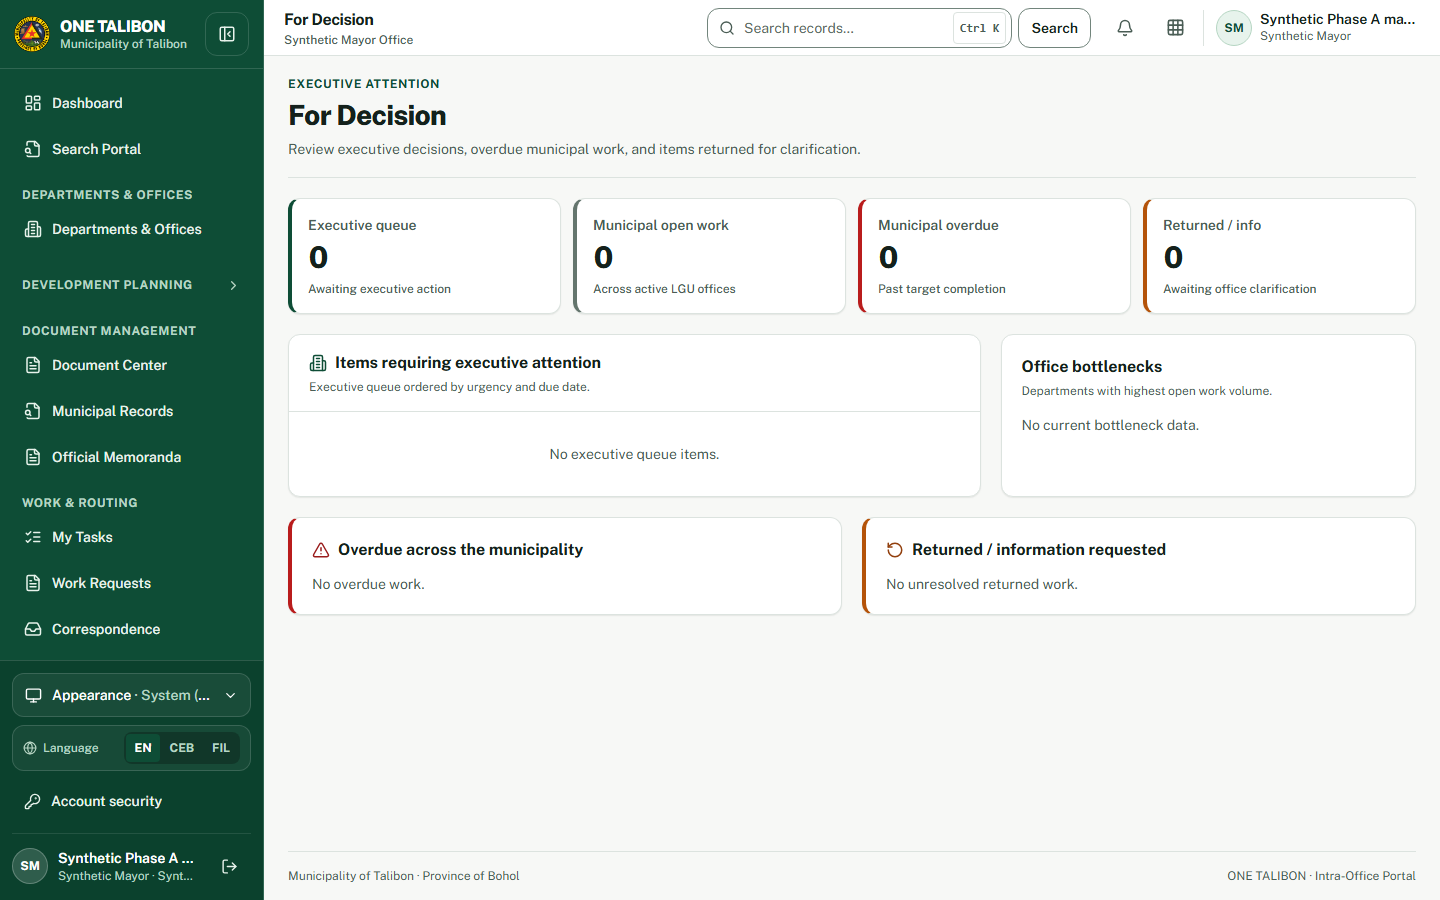 ONE TALIBON
Municipality of Talibon
Dashboard
Search Portal
DEPARTMENTS & OFFICES
Departments & Offices
DEVELOPMENT PLANNING
DOCUMENT MANAGEMENT
Document Center
Municipal Records
Official Memoranda
WORK & ROUTING
My Tasks
Work Requests
Correspondence
Appearance · System (...
Language EN CEB FIL
Account security
SM
Synthetic Phase A ...
Synthetic Mayor · Synt...
For Decision
Synthetic Mayor Office
Search records... Ctrl K Search
SM
Synthetic Phase A ma...
Synthetic Mayor
EXECUTIVE ATTENTION
For Decision
Review executive decisions, overdue municipal work, and items returned for clarification.
Executive queue
0
Awaiting executive action
Municipal open work
0
Across active LGU offices
Municipal overdue
0
Past target completion
Returned / info
0
Awaiting office clarification
Items requiring executive attention
Executive queue ordered by urgency and due date.
No executive queue items.
Office bottlenecks
Departments with highest open work volume.
No current bottleneck data.
Overdue across the municipality
No overdue work.
Returned / information requested
No unresolved returned work.
Municipality of Talibon · Province of Bohol
ONE TALIBON · Intra-Office Portal